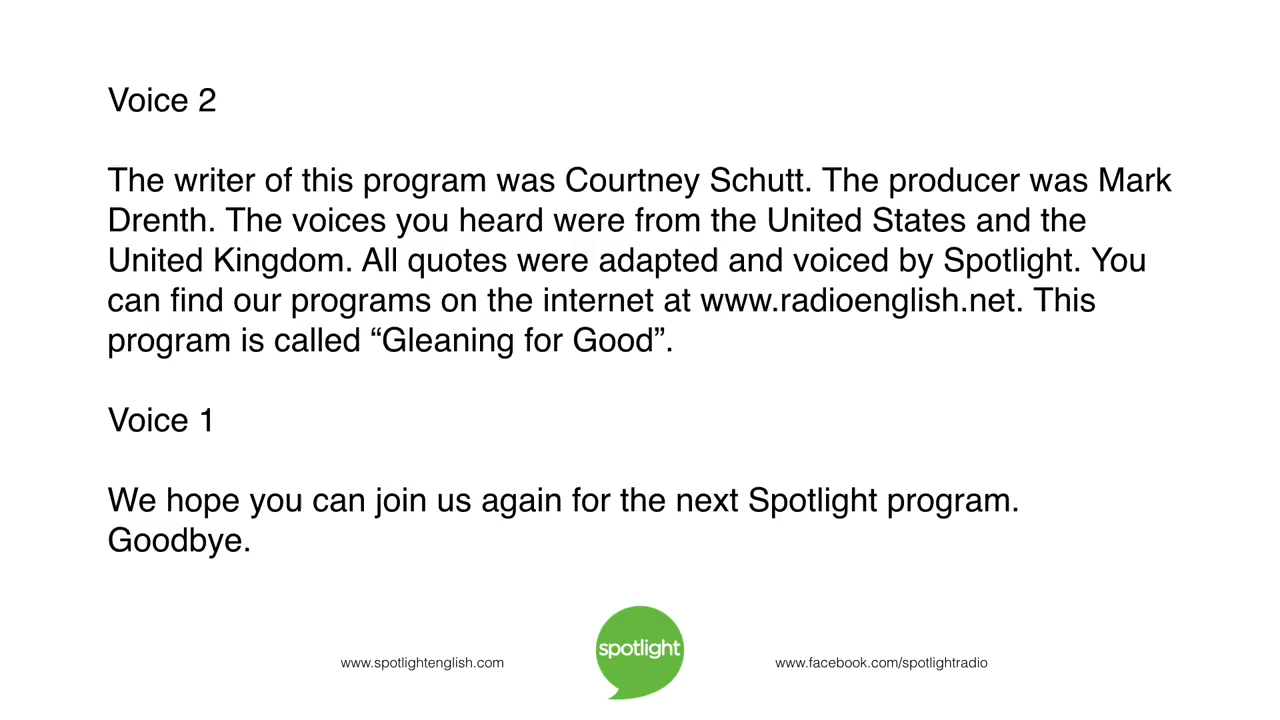 Voice 2
The writer of this program was Courtney Schutt. The producer was Mark
Drenth. The voices you heard were from the United States and the
United Kingdom. All quotes were adapted and voiced by Spotlight. You
can find our programs on the internet at www.radioenglish.net. This
program is called “Gleaning for Good”.
Voice 1
We hope you can join us again for the next Spotlight program.
Goodbye.
www.spotlightenglish.com
spotlight
www.facebook.com/spotlightradio